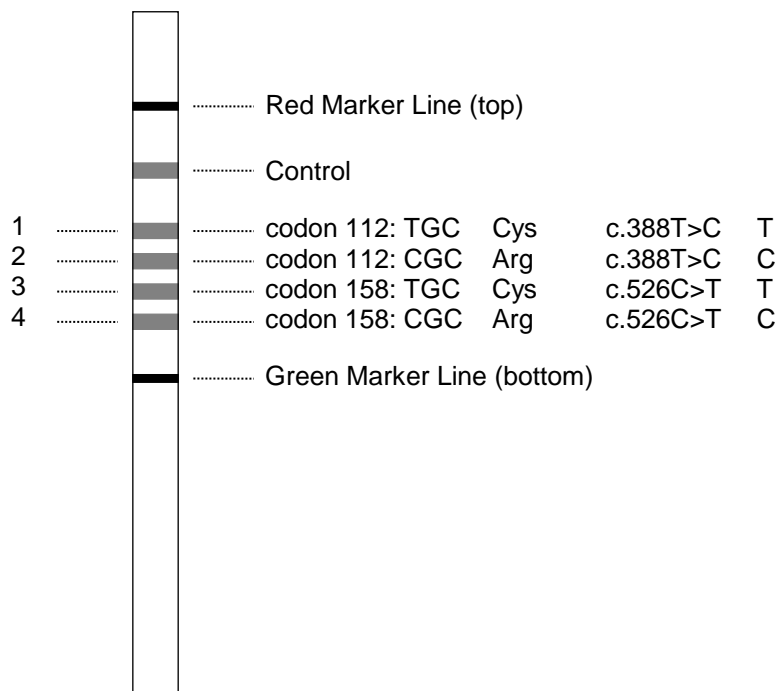 Red Marker Line (top)
Control
1 codon 112: TGC Cys c.388T>C T
2 codon 112: CGC Arg c.388T>C C
3 codon 158: TGC Cys c.526C>T T
4 codon 158: CGC Arg c.526C>T C
Green Marker Line (bottom)